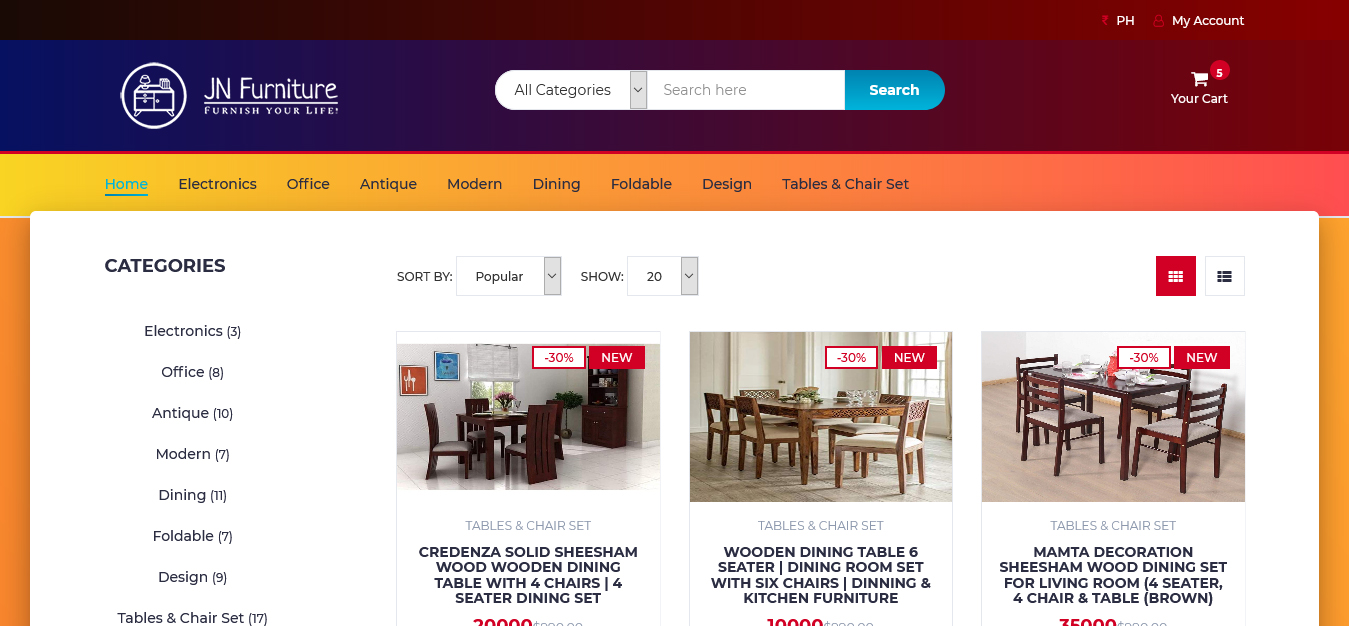 ₹ PH My Account
JN Furniture
Furnish your Life!
All Categories Search here Search
5
Your Cart
Home Electronics Office Antique Modern Dining Foldable Design Tables & Chair Set
CATEGORIES
Electronics (3)
Office (8)
Antique (10)
Modern (7)
Dining (11)
Foldable (7)
Design (9)
Tables & Chair Set (17)
SORT BY: Popular SHOW: 20
-30% NEW
TABLES & CHAIR SET
CREDENZA SOLID SHEESHAM
WOOD WOODEN DINING
TABLE WITH 4 CHAIRS | 4
SEATER DINING SET
20000
-30% NEW
TABLES & CHAIR SET
WOODEN DINING TABLE 6
SEATER | DINING ROOM SET
WITH SIX CHAIRS | DINNING &
KITCHEN FURNITURE
10000
-30% NEW
TABLES & CHAIR SET
MAMTA DECORATION
SHEESHAM WOOD DINING SET
FOR LIVING ROOM (4 SEATER,
4 CHAIR & TABLE (BROWN)
35000